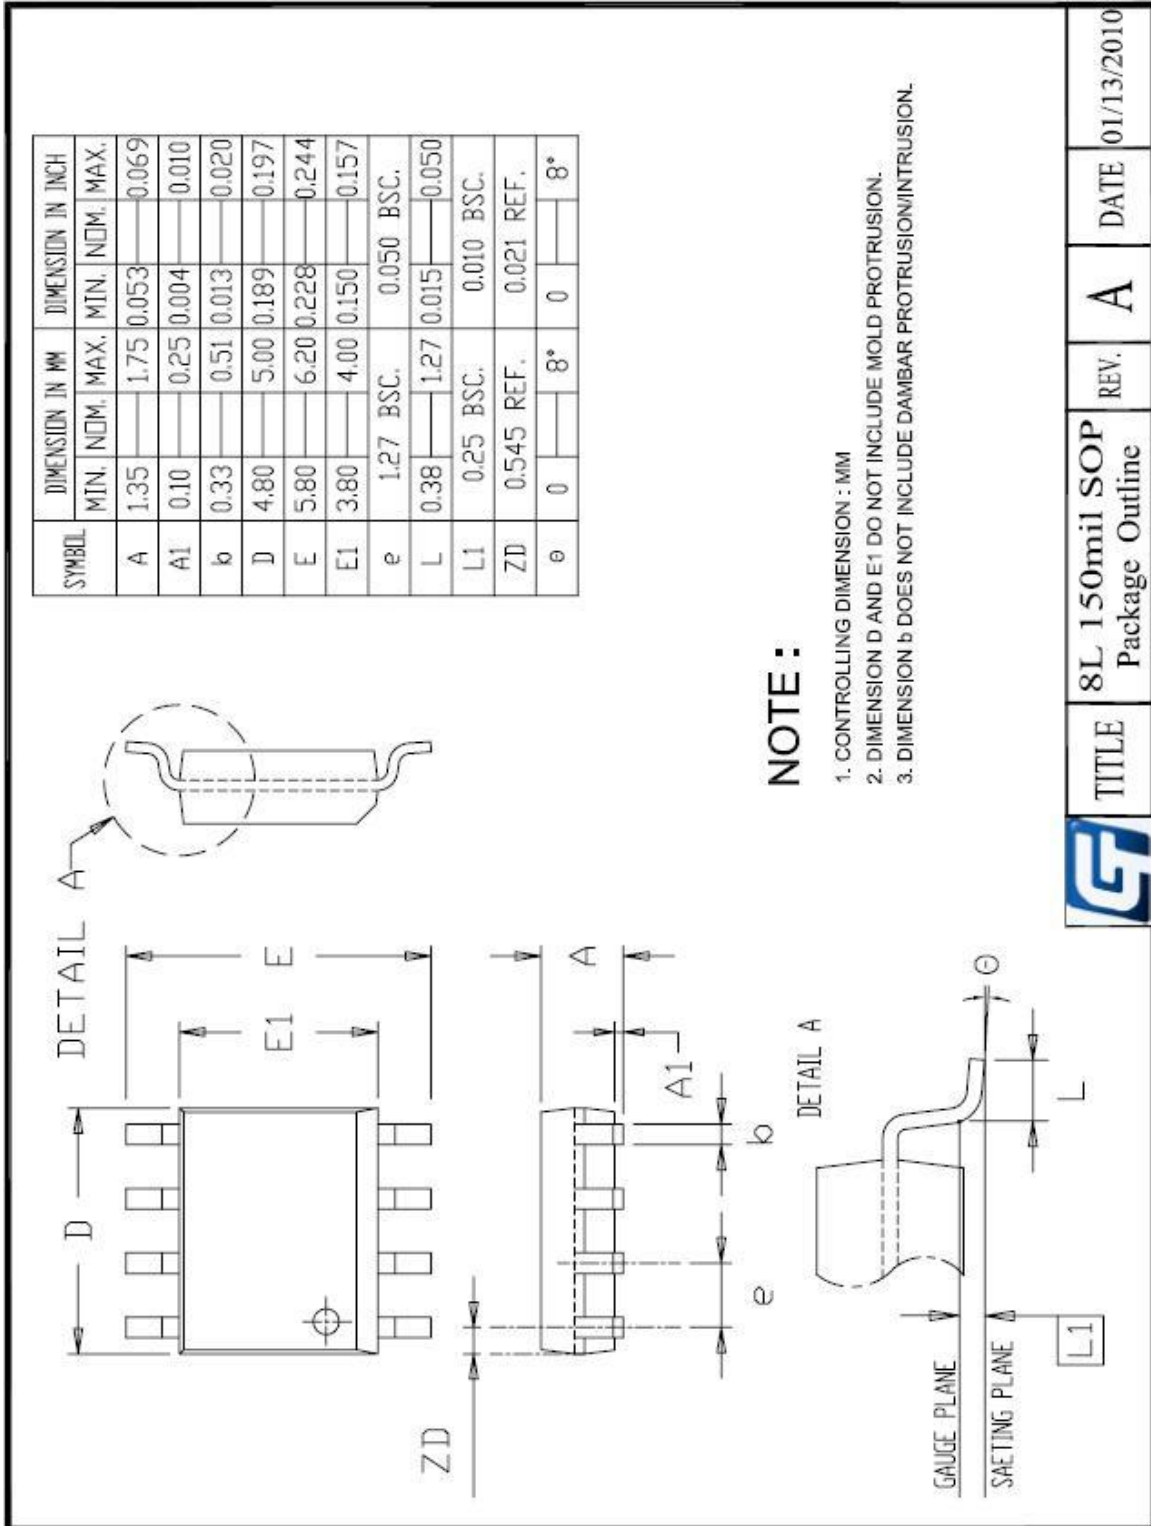 DETAIL A
D
E1
E
ZD
A
A1
e
b
DETAIL A
GAUGE PLANE
SAETING PLANE
L1
L
Θ
SYMBOL DIMENSION IN MM DIMENSION IN INCH
MIN. NOM. MAX. MIN. NOM. MAX.
A 1.35 1.75 0.053 0.069
A1 0.10 0.25 0.004 0.010
b 0.33 0.51 0.013 0.020
D 4.80 5.00 0.189 0.197
E 5.80 6.20 0.228 0.244
E1 3.80 4.00 0.150 0.157
e 1.27 BSC. 0.050 BSC.
L 0.38 1.27 0.015 0.050
L1 0.25 BSC. 0.010 BSC.
ZD 0.545 REF. 0.021 REF.
Θ 0 8° 0 8°
NOTE :
1. CONTROLLING DIMENSION : MM
2. DIMENSION D AND E1 DO NOT INCLUDE MOLD PROTRUSION.
3. DIMENSION b DOES NOT INCLUDE DAMBAR PROTRUSION/INTRUSION.
GT
TITLE
8L 150mil SOP
Package Outline
REV.
A
DATE
01/13/2010